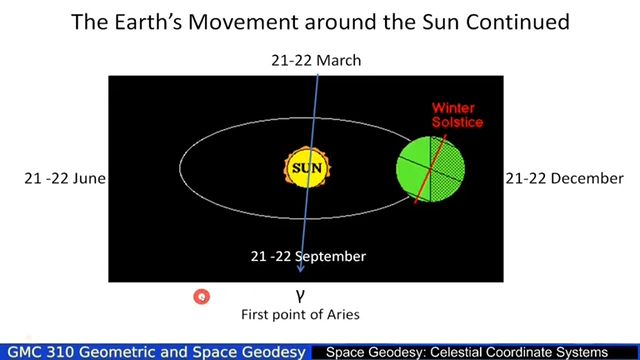 The Earth's Movement around the Sun Continued
21-22 March
Winter
Solstice
SUN
21 -22 June
21-22 December
21 -22 September
γ
First point of Aries
GMC 310 Geometric and Space Geodesy
Space Geodesy: Celestial Coordinate Systems